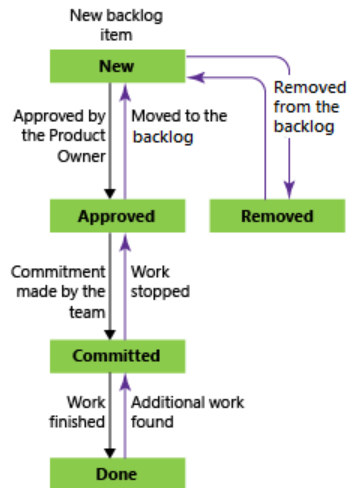 New backlog
item
New
Removed
from the
backlog
Approved by
the Product
Owner
Moved to the
backlog
Approved
Removed
Commitment
made by the
team
Work
stopped
Committed
Work
finished
Additional work
found
Done